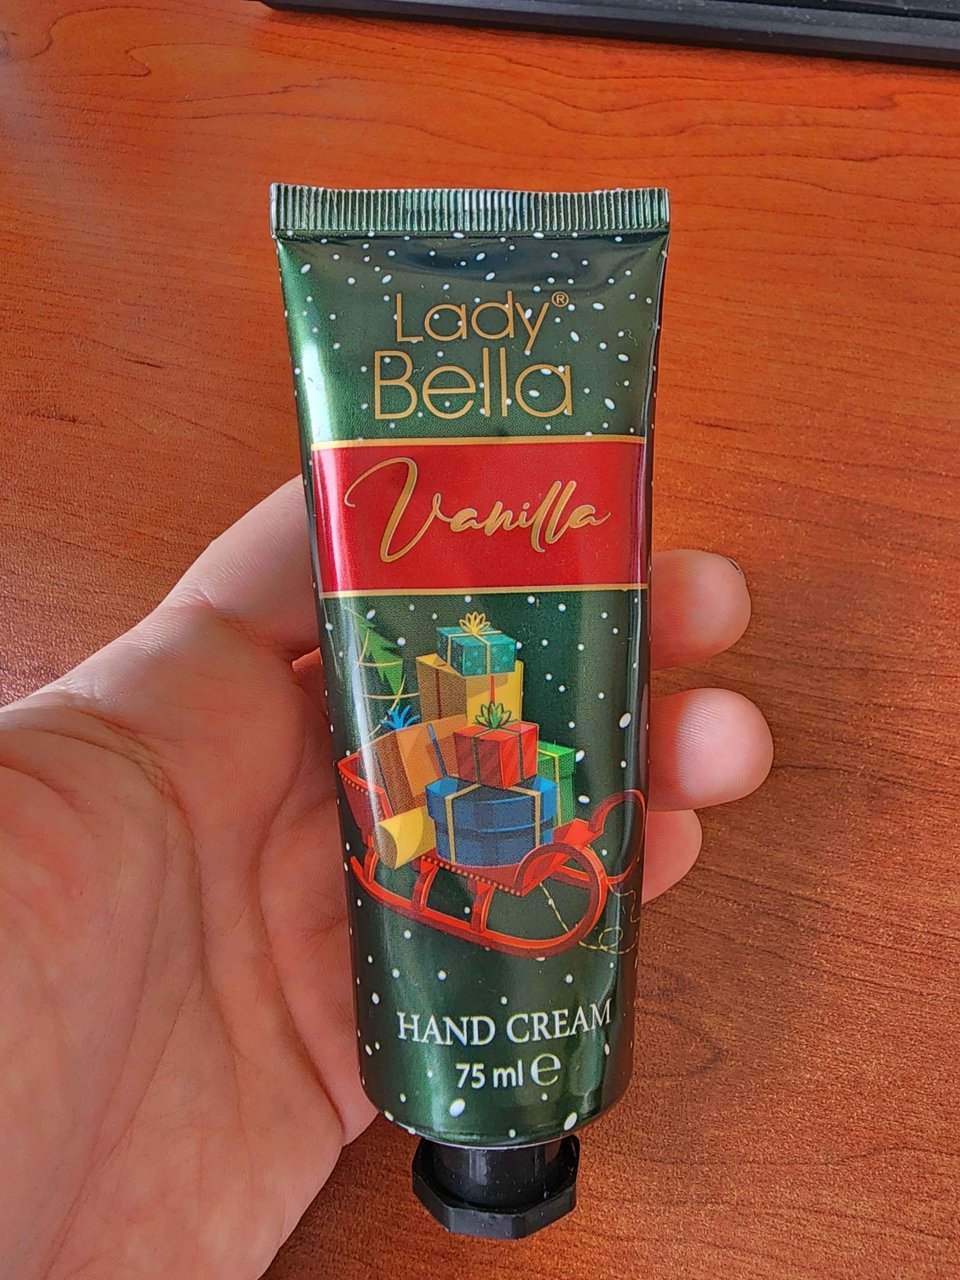 Lady®
Bella
Vanilla
HAND CREAM
75 ml ℮